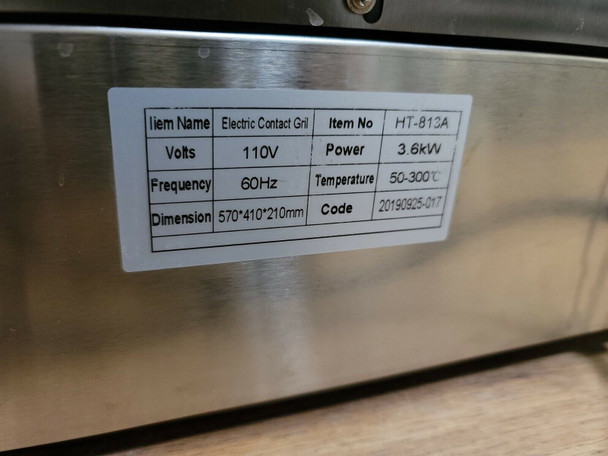 Iiem Name Electric Contact Gril Item No HT-813A
Volts 110V Power 3.6kW
Frequency 60Hz Temperature 50-300℃
Dimension 570*410*210mm Code 20190925-017